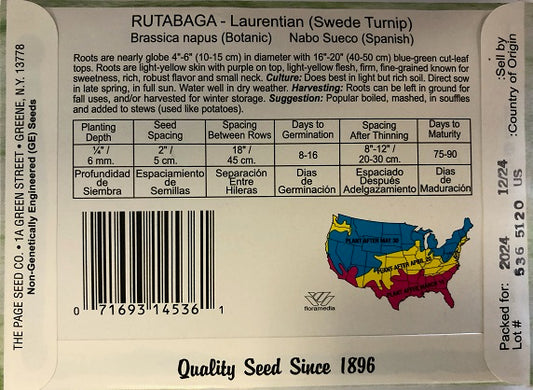 RUTABAGA - Laurentian (Swede Turnip)
Brassica napus (Botanic) Nabo Sueco (Spanish)
Roots are nearly globe 4"-6" (10-15 cm) in diameter with 16"-20" (40-50 cm) blue-green cut-leaf
tops. Roots are light-yellow skin with purple on top, light-yellow flesh, firm, fine-grained known for
sweetness, rich, robust flavor and small neck. Culture: Does best in light but rich soil. Direct sow
in late spring, in full sun. Water well in dry weather. Harvesting: Roots can be left in ground for
fall uses, and/or harvested for winter storage. Suggestion: Popular boiled, mashed, in souffles
and added to stews (used like potatoes).
Planting Depth Seed Spacing Spacing Between Rows Days to Germination Spacing After Thinning Days to Maturity
¼"/ 6 mm. 2"/ 5 cm. 18"/ 45 cm. 8-16 8"-12"/ 20-30 cm. 75-90
Profundidad de Siembra Espaciamiento de Semillas Separación Entre Hileras Dias de Germinación Espaciado Después Adelgazamiento Dias de Maduración
PLANT AFTER MAY 30
PLANT AFTER APRIL
PLANT AFTER MARCH
floramedia
0 71693 14536 1
Quality Seed Since 1896
THE PAGE SEED CO. • 1A GREEN STREET • GREENE, N.Y. 13778
Non-Genetically Engineered (GE) Seeds
Packed for: 2024 12/24 :Sell by
Lot # 536 5120 US :Country of Origin